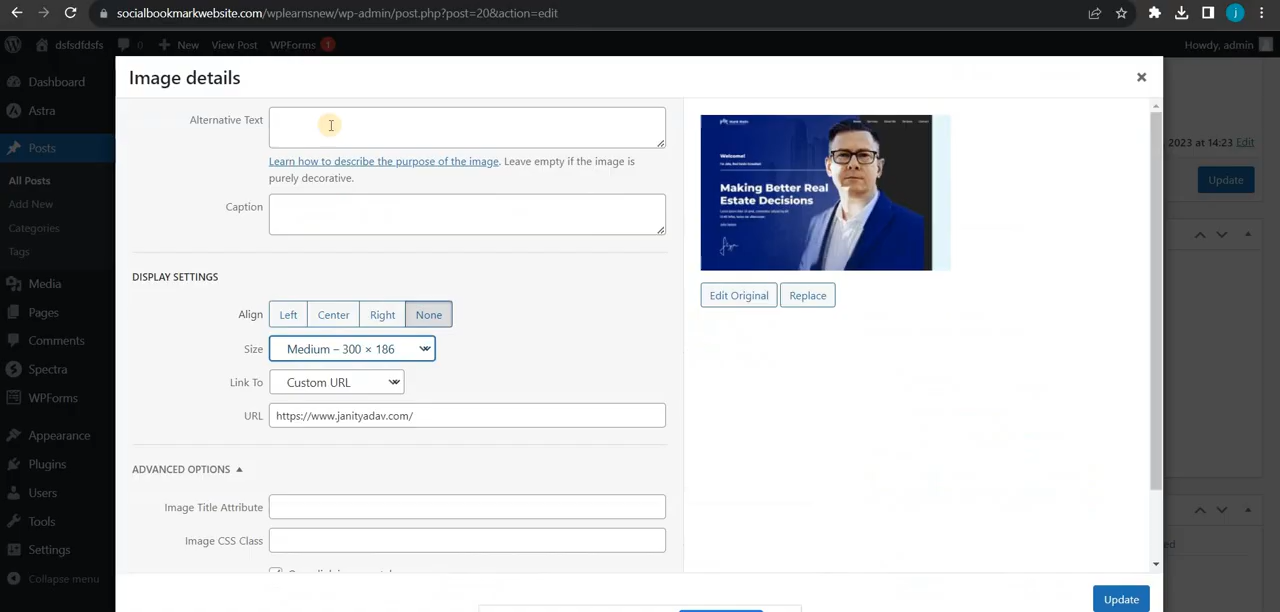 socialbookmarkwebsite.com/wplearnsnew/wp-admin/post.php?post=20&action=edit
j
dsfsdfdsfs 0 New View Post WPForms 1 Howdy, admin
Image details
Dashboard
Astra
Posts
All Posts
Add New
Categories
Tags
Media
Pages
Comments
Spectra
WPForms
Appearance
Plugins
Users
Tools
Settings
Collapse menu
Alternative Text
Learn how to describe the purpose of the image. Leave empty if the image is
purely decorative.
Caption
DISPLAY SETTINGS
Align Left Center Right None
Size Medium – 300 × 186
Link To Custom URL
URL https://www.janityadav.com/
ADVANCED OPTIONS
Image Title Attribute
Image CSS Class
Welcome!
Making Better Real
Estate Decisions
Edit Original Replace
2023 at 14:23 Edit
Update
ed
Update